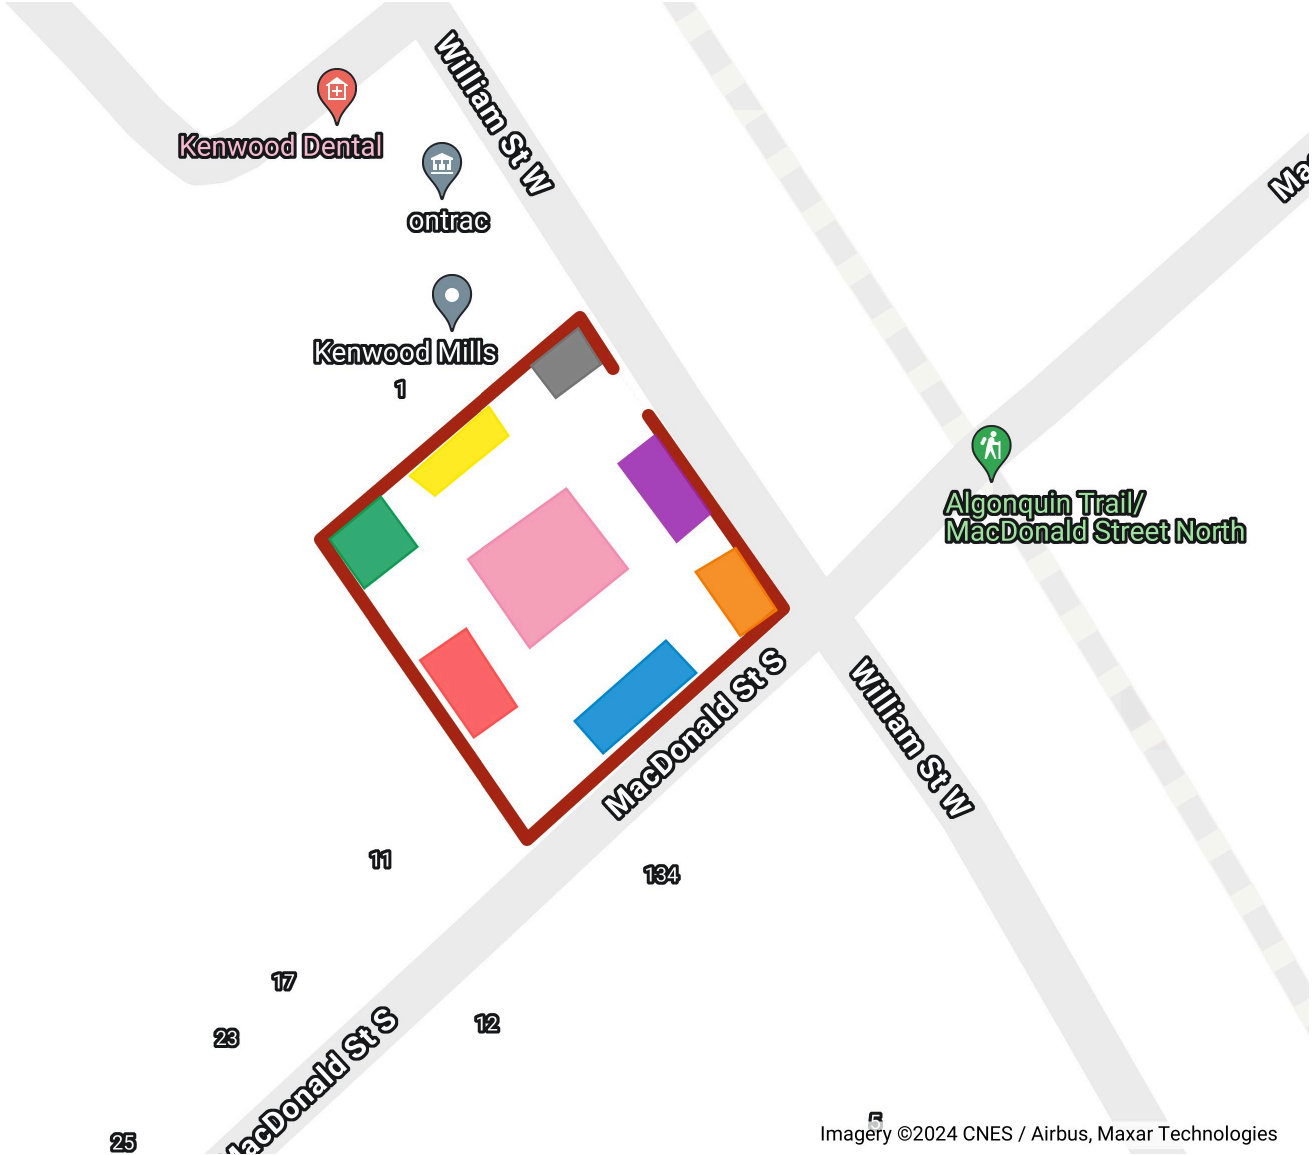 William St W
Kenwood Dental
ontrac
Kenwood Mills
1
Algonquin Trail/
MacDonald Street North
MacDonald St S
William St W
11
134
17
12
23
MacDonald St S
5
Imagery ©2024 CNES / Airbus, Maxar Technologies
25